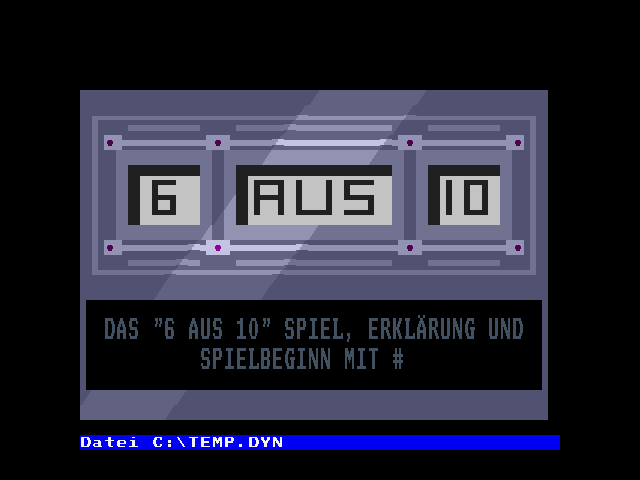 6 AUS 10
DAS "6 AUS 10" SPIEL, ERKLÄRUNG UND
SPIELBEGINN MIT #
Datei C:\TEMP.DYN